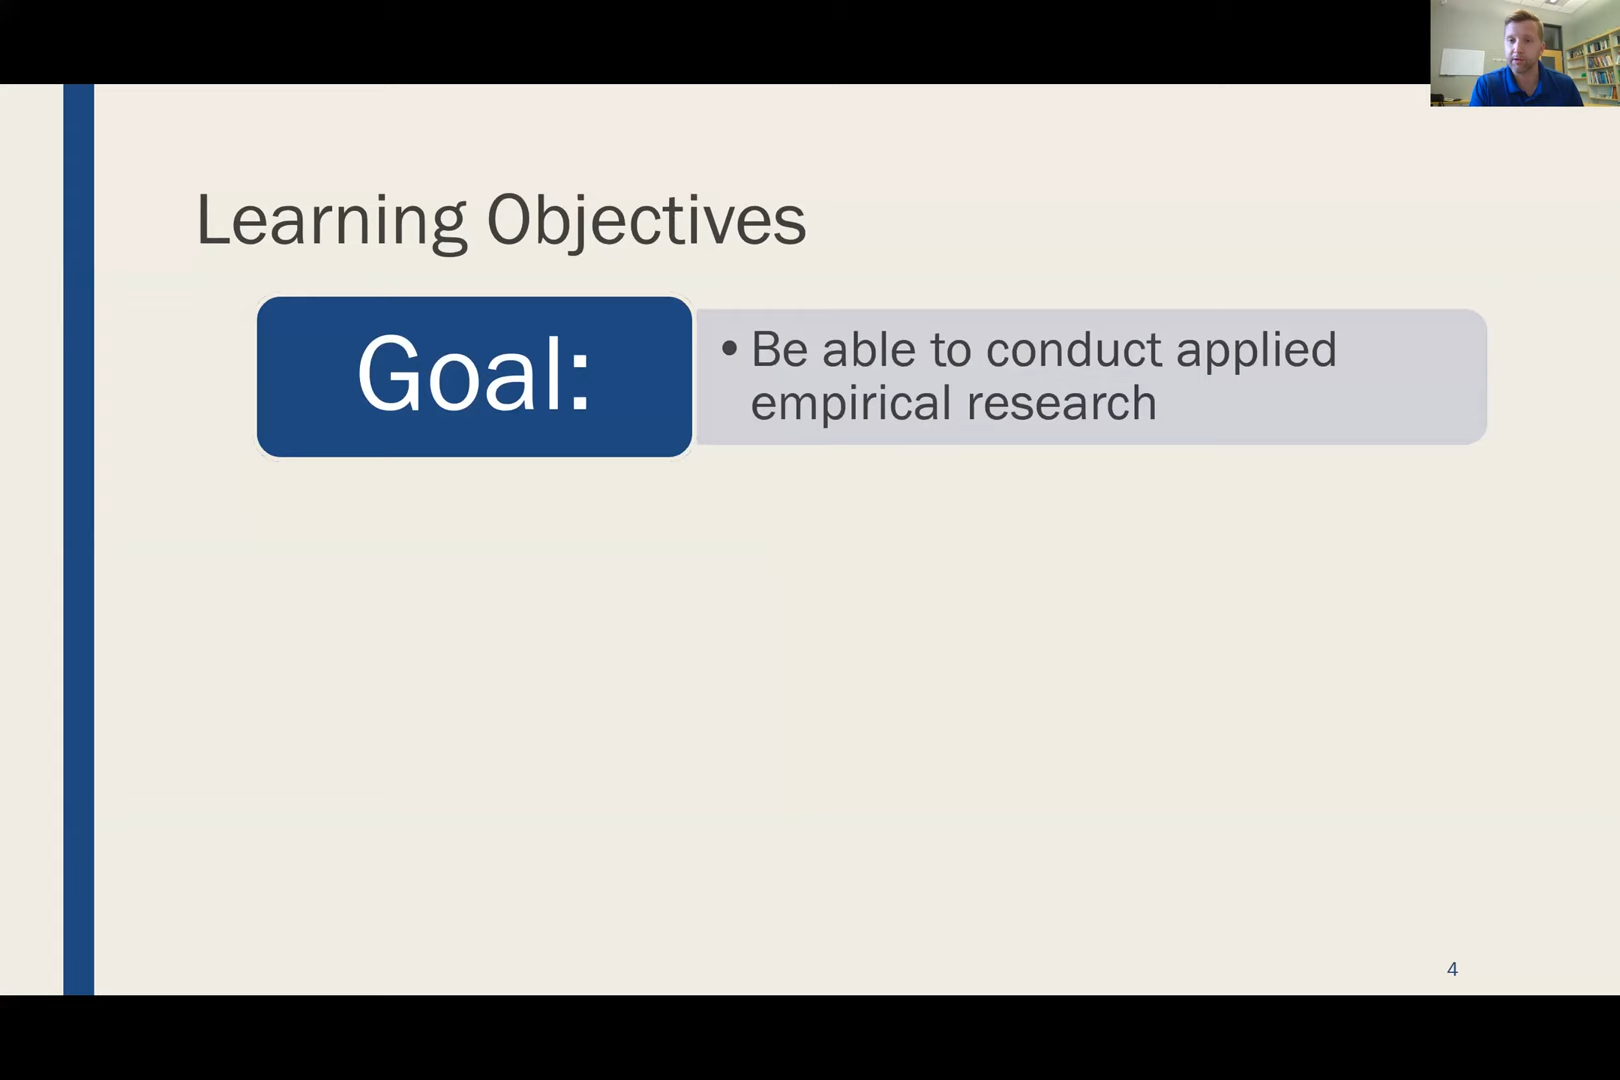 Learning Objectives
Goal:
• Be able to conduct applied
empirical research
4